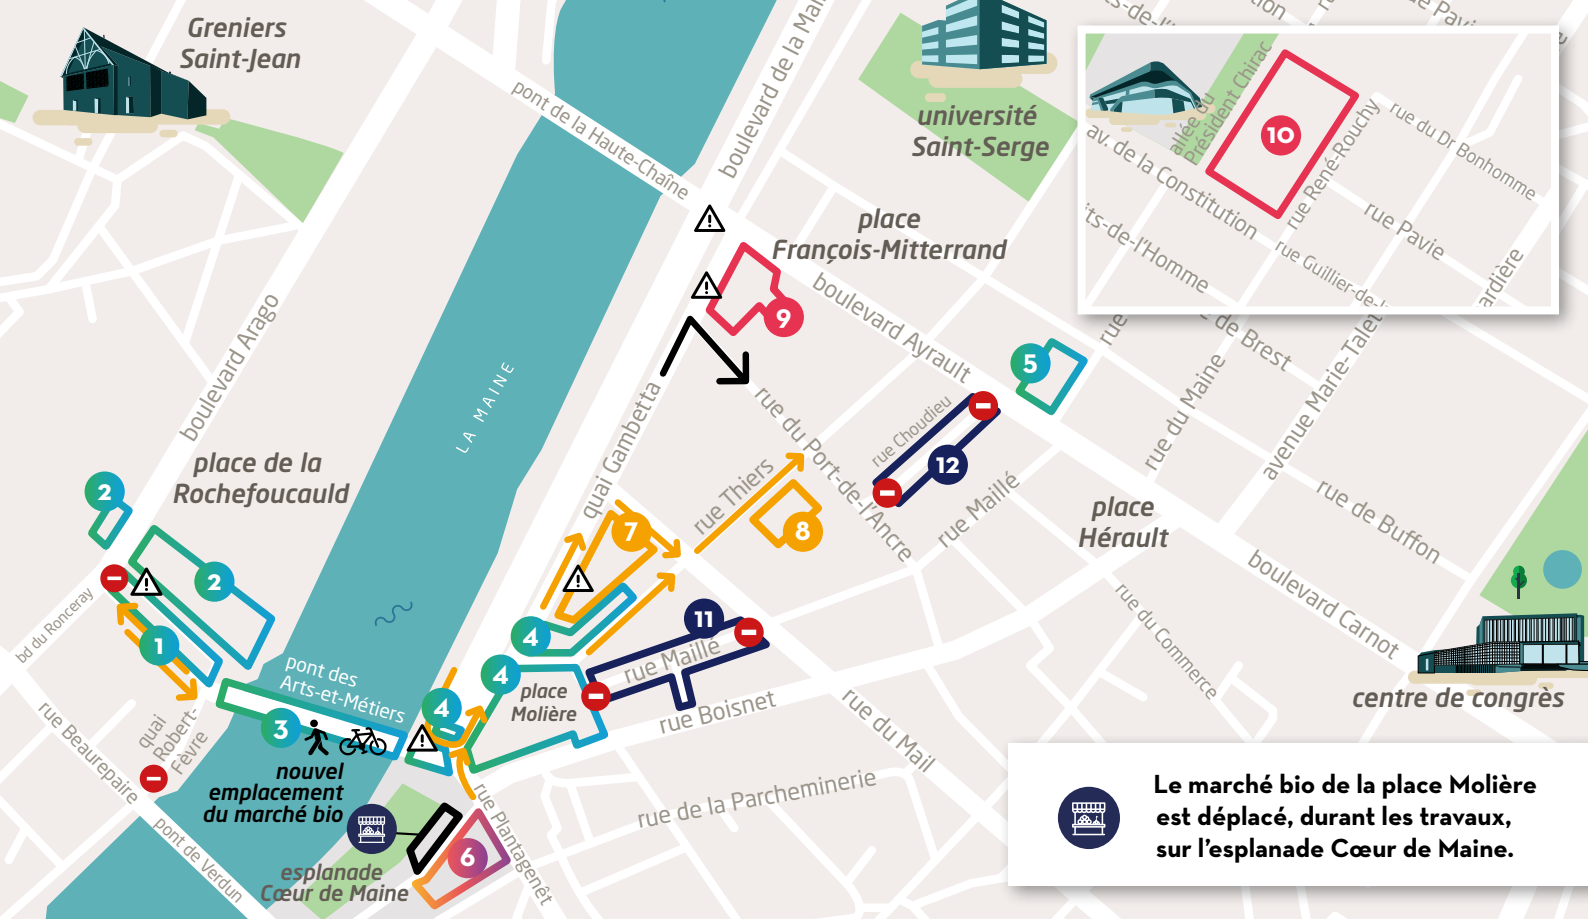 Greniers
Saint-Jean
pont de la Haute-Chaîne
boulevard de la
université
Saint-Serge
place
François-Mitterrand
allée du
Président Chirac
10
rue du Dr Bonhomme
av. de la Constitution
rue René-Rouchy
rue Pavie
rue Guillier-de-l
ts-de-l'Homme
ardière
boulevard Arago
LA MAINE
9
boulevard Ayrault
rue
de Brest
5
rue du Maine
avenue Marie-Talet
quai Gambetta
rue du Port-de-l'Ancre
rue Choudieu
12
rue Maillé
place
Hérault
rue de Buffon
boulevard Carnot
rue du Commerce
centre de congrès
place de la
Rochefoucauld
2
2
bd du Ronceray
1
rue Thiers
7
8
4
11
rue Maillé
4
place
Molière
4
rue Boisnet
rue du Mail
pont des
Arts-et-Métiers
3
quai
Robert-
Fèvre
rue Beaurepaire
nouvel
emplacement
du marché bio
pont de Verdun
rue Plantagenêt
rue de la Parcheminerie
6
esplanade
Cœur de Maine
Le marché bio de la place Molière
est déplacé, durant les travaux,
sur l'esplanade Cœur de Maine.